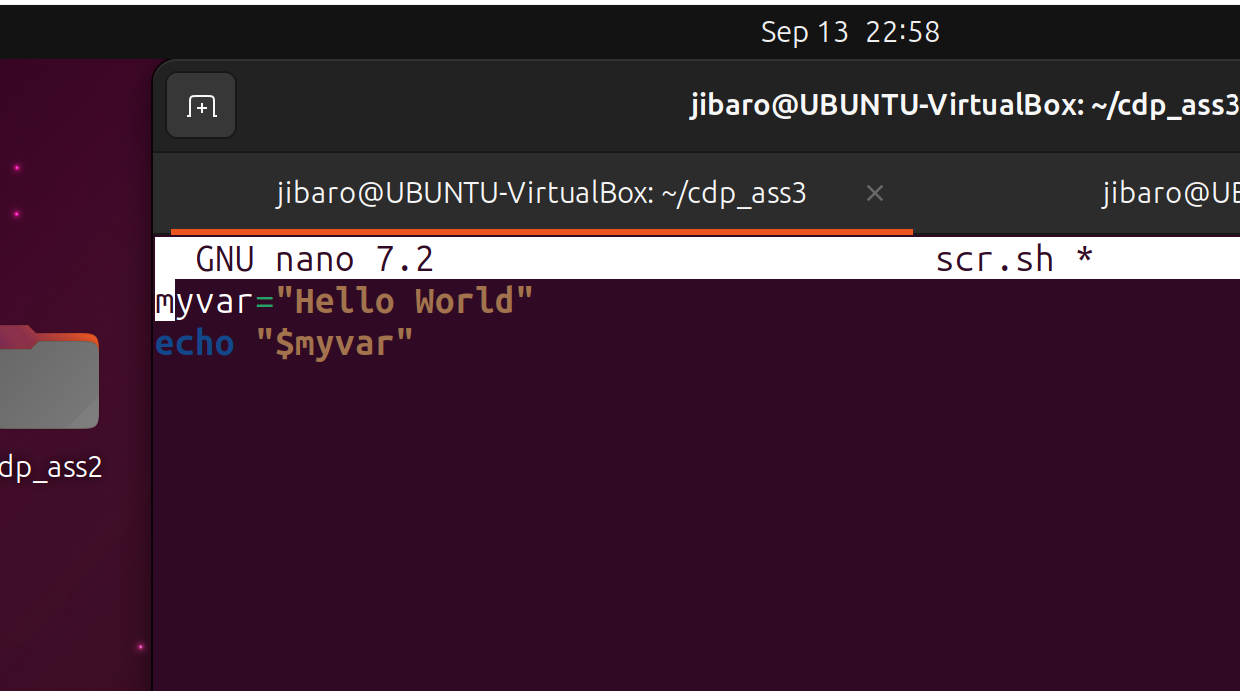 Sep 13 22:58
jibaro@UBUNTU-VirtualBox: ~/cdp_ass3
jibaro@UBUNTU-VirtualBox: ~/cdp_ass3 ×
jibaro@UB
GNU nano 7.2 scr.sh *
myvar="Hello World"
echo "$myvar"
dp_ass2